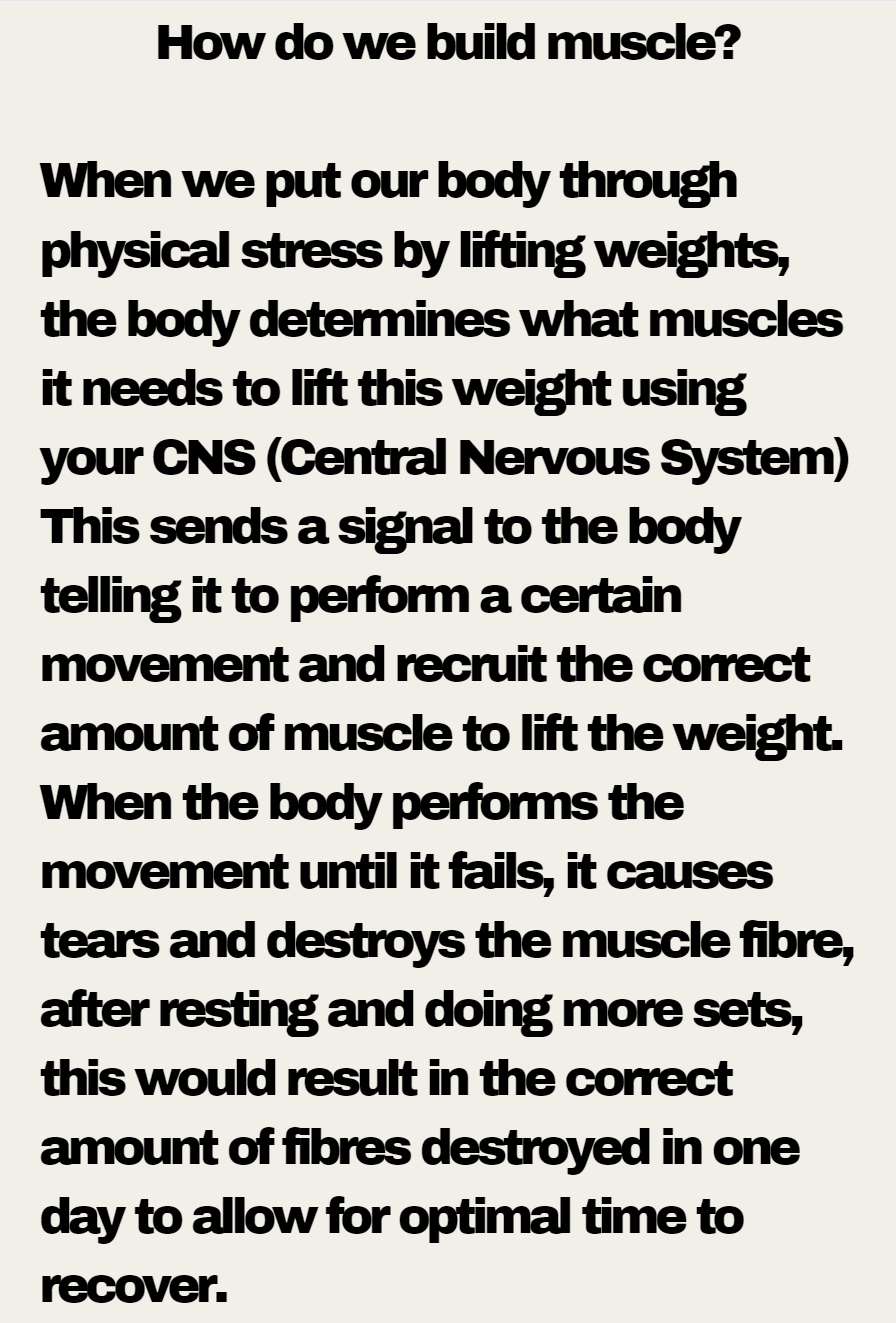 How do we build muscle?
When we put our body through
physical stress by lifting weights,
the body determines what muscles
it needs to lift this weight using
your CNS (Central Nervous System)
This sends a signal to the body
telling it to perform a certain
movement and recruit the correct
amount of muscle to lift the weight.
When the body performs the
movement until it fails, it causes
tears and destroys the muscle fibre,
after resting and doing more sets,
this would result in the correct
amount of fibres destroyed in one
day to allow for optimal time to
recover.